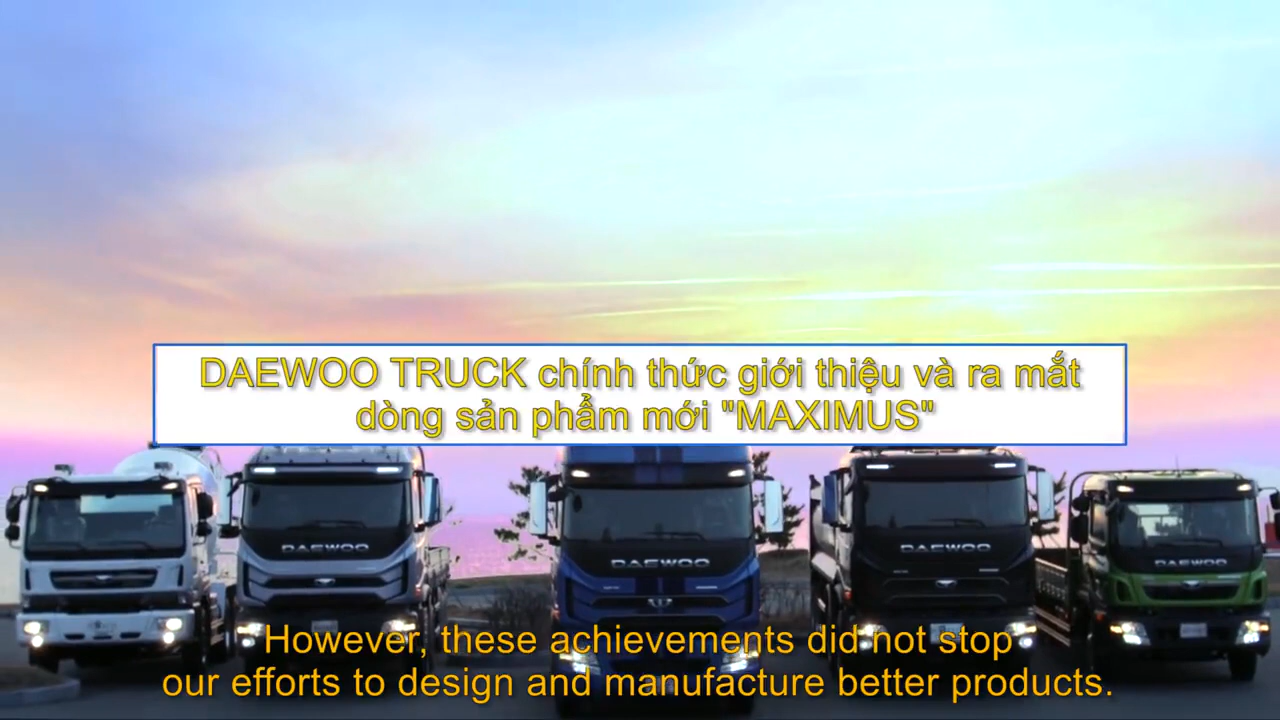 DAEWOO TRUCK chính thức giới thiệu và ra mắt
dòng sản phẩm mới "MAXIMUS"
DAEWOO
DAEWOO
DAEWOO
DAEWOO
However, these achievements did not stop
our efforts to design and manufacture better products.